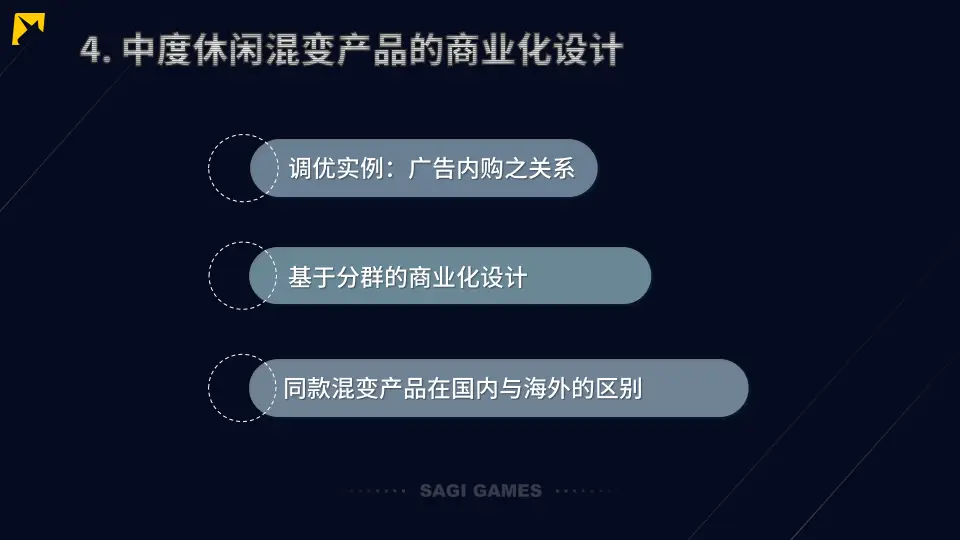 4. 中度休闲混变产品的商业化设计
调优实例：广告内购之关系
基于分群的商业化设计
同款混变产品在国内与海外的区别
SAGI GAMES